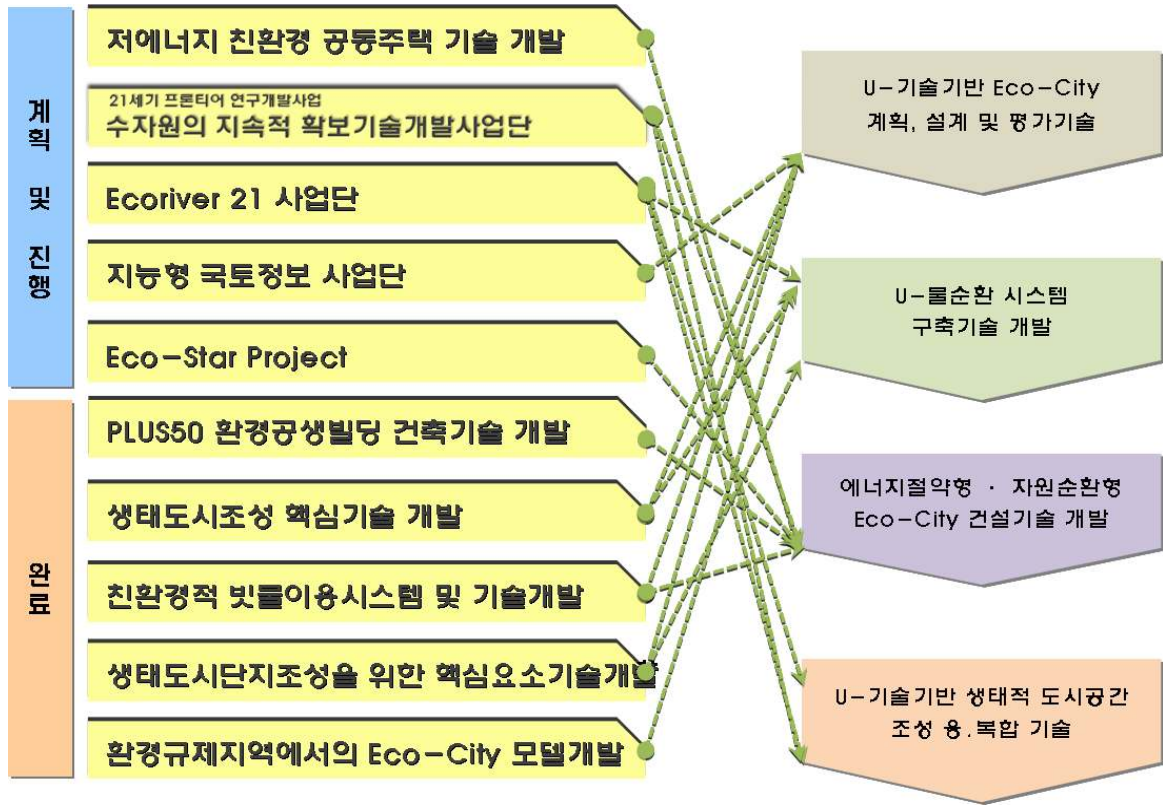 계획 및 진행
저에너지 친환경 공동주택 기술 개발
21세기 프론티어 연구개발사업
수자원의 지속적 확보기술개발사업단
Ecoriver 21 사업단
지능형 국토정보 사업단
Eco-Star Project
완료
PLUS50 환경공생빌딩 건축기술 개발
생태도시조성 핵심기술 개발
친환경적 빗물이용시스템 및 기술개발
생태도시단지조성을 위한 핵심요소기술개발
환경규제지역에서의 Eco-City 모델개발
U-기술기반 Eco-City
계획, 설계 및 평가기술
U-물순환 시스템
구축기술 개발
에너지절약형 · 자원순환형
Eco-City 건설기술 개발
U-기술기반 생태적 도시공간
조성 융.복합 기술